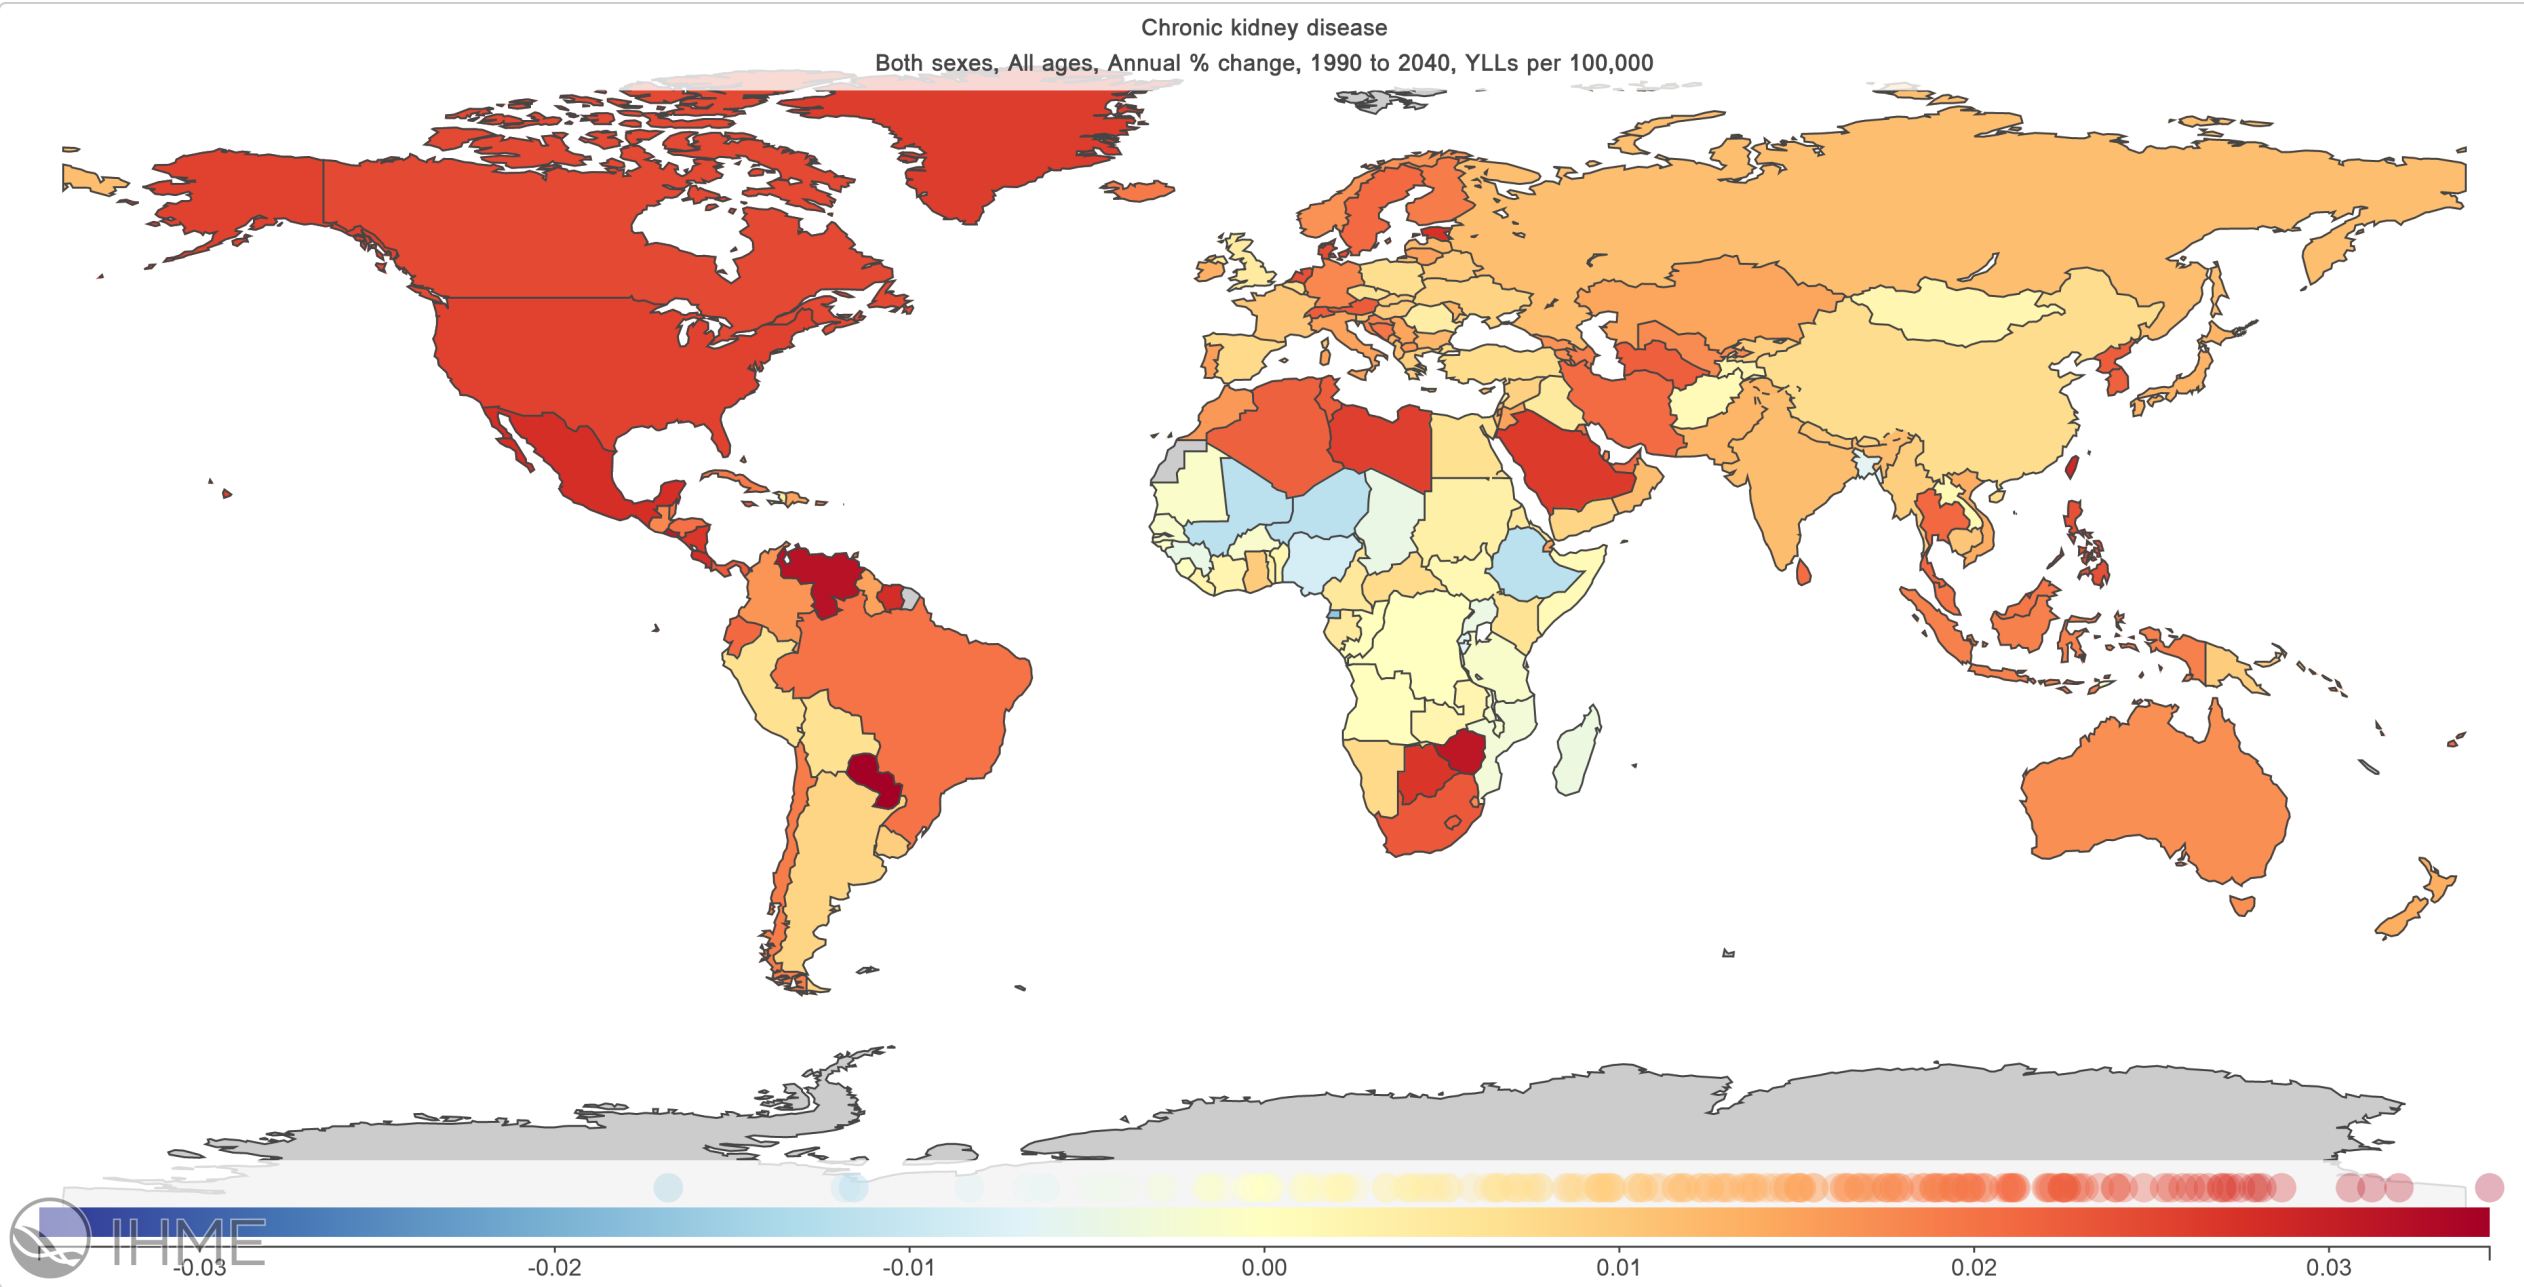 Chronic kidney disease
Both sexes, All ages, Annual % change, 1990 to 2040, YLLs per 100,000
IHME
-0.03 -0.02 -0.01 0.00 0.01 0.02 0.03